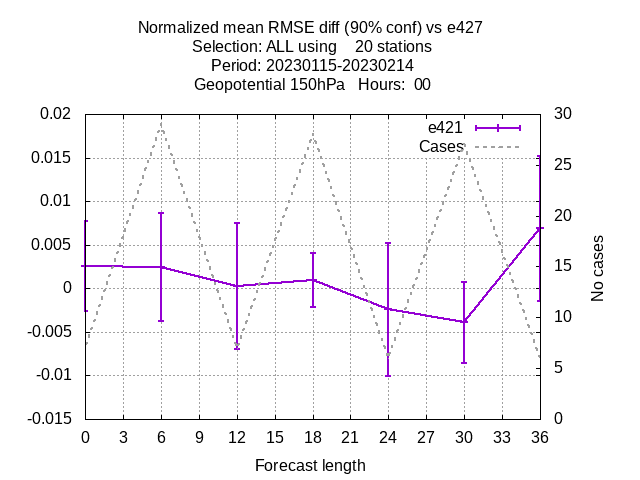 Normalized mean RMSE diff (90% conf) vs e427
Selection: ALL using    20 stations
Period: 20230115-20230214
Geopotential 150hPa   Hours:  00
0.02
0.015
0.01
0.005
0
-0.005
-0.01
-0.015
30
25
20
15
10
5
0
e421
Cases
No cases
0 3 6 9 12 15 18 21 24 27 30 33 36
Forecast length